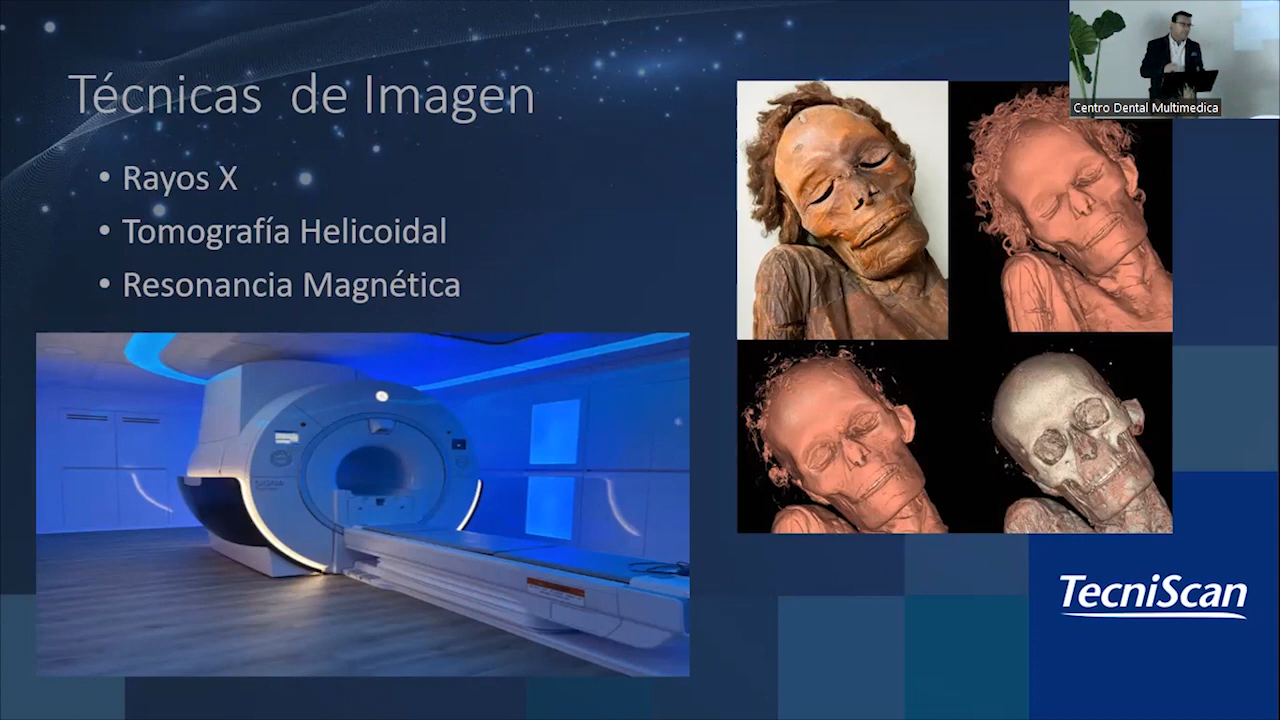 Técnicas de Imagen
• Rayos X
• Tomografía Helicoidal
• Resonancia Magnética
Centro Dental Multimedica
TecniScan